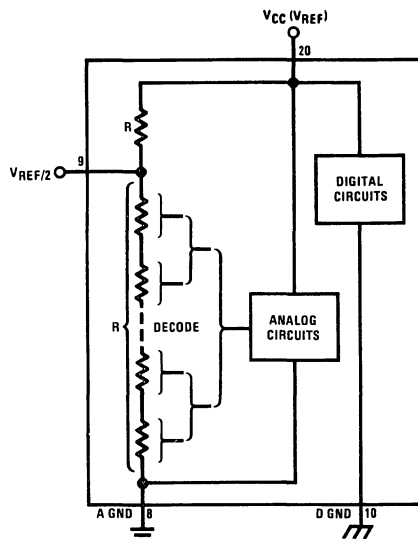 VCC (VREF)
20
R
9
VREF/2
DIGITAL
CIRCUITS
R
DECODE
ANALOG
CIRCUITS
A GND
8
D GND
10